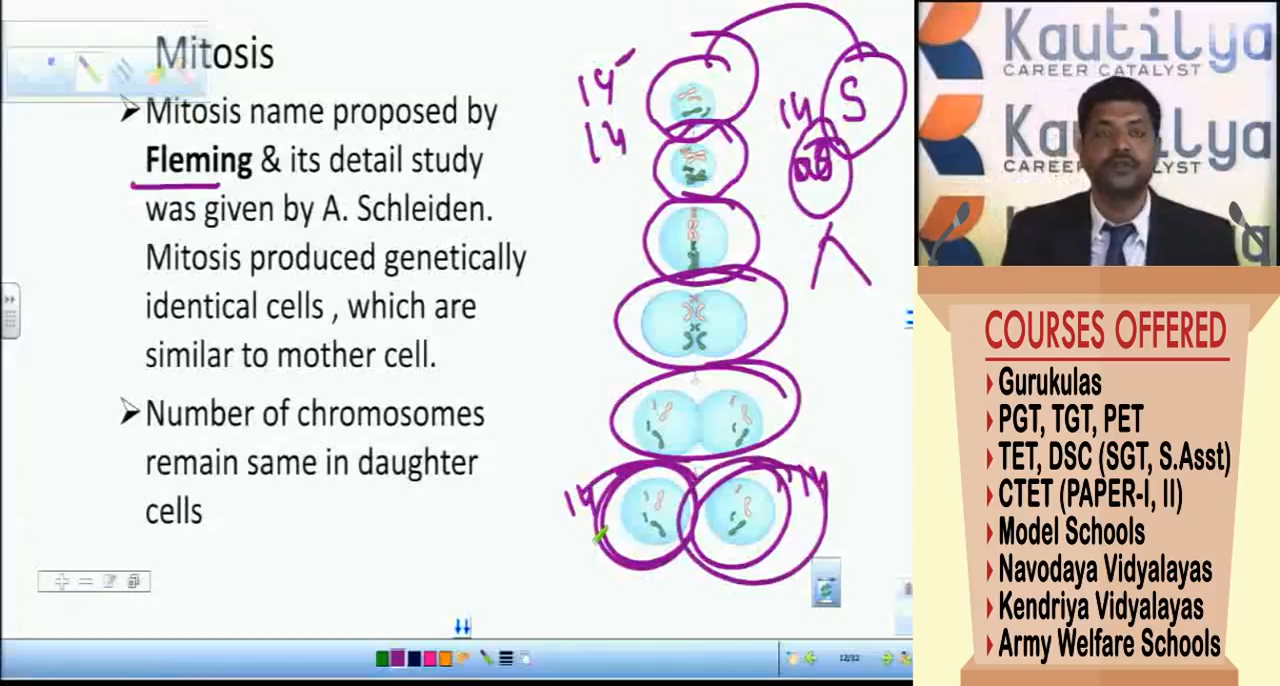 Mitosis
Mitosis name proposed by
Fleming & its detail study
was given by A. Schleiden.
Mitosis produced genetically
identical cells , which are
similar to mother cell.
Number of chromosomes
remain same in daughter
cells
14
14
14
S
14
14
12/32
Kautilya
CAREER CATALYST
Kautilya
CAREER CATALYST
COURSES OFFERED
Gurukulas
PGT, TGT, PET
TET, DSC (SGT, S.Asst)
CTET (PAPER-I, II)
Model Schools
Navodaya Vidyalayas
Kendriya Vidyalayas
Army Welfare Schools